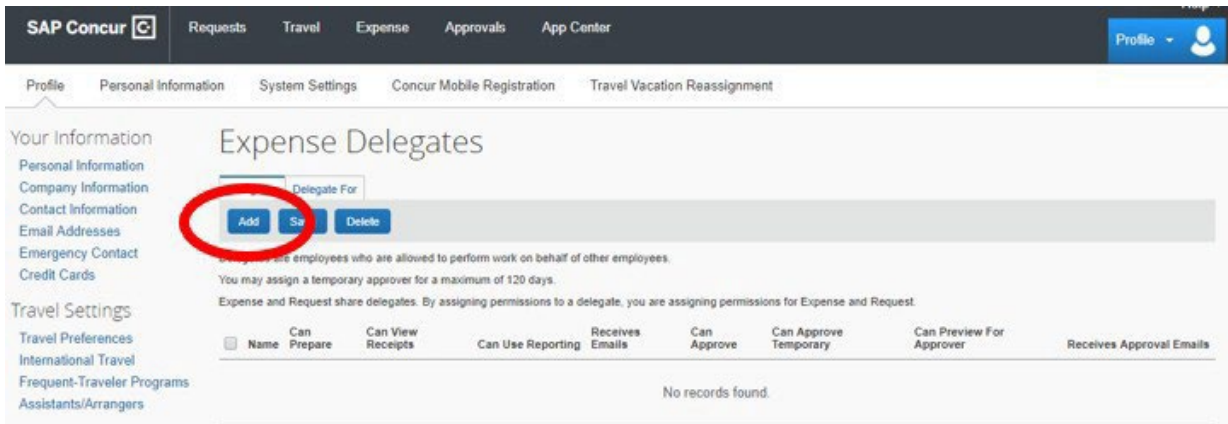 SAP Concur C Requests Travel Expense Approvals App Center
Profile
Profile Personal Information System Settings Concur Mobile Registration Travel Vacation Reassignment
Your Information
Personal Information
Company Information
Contact Information
Email Addresses
Emergency Contact
Credit Cards
Travel Settings
Travel Preferences
International Travel
Frequent-Traveler Programs
Assistants/Arrangers
Expense Delegates
Delegate For
Add Delete
are employees who are allowed to perform work on behalf of other employees.
You may assign a temporary approver for a maximum of 120 days.
Expense and Request share delegates. By assigning permissions to a delegate, you are assigning permissions for Expense and Request.
Name Can Prepare Can View Receipts Can Use Reporting Receives Emails Can Approve Can Approve Temporary Can Preview For Approver Receives Approval Emails
No records found.